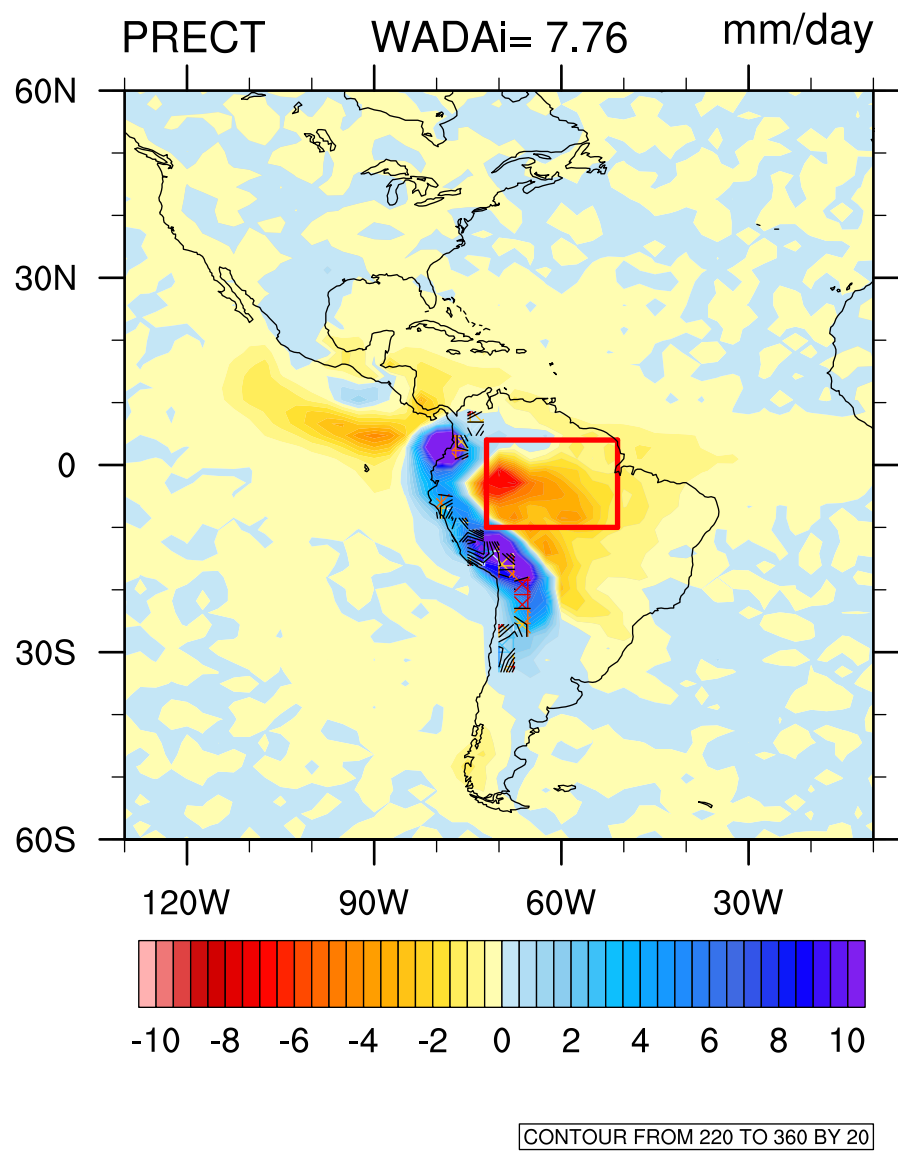 PRECT WADAi= 7.76 mm/day
60N
30N
0
30S
60S
120W 90W 60W 30W
-10 -8 -6 -4 -2 0 2 4 6 8 10
CONTOUR FROM 220 TO 360 BY 20